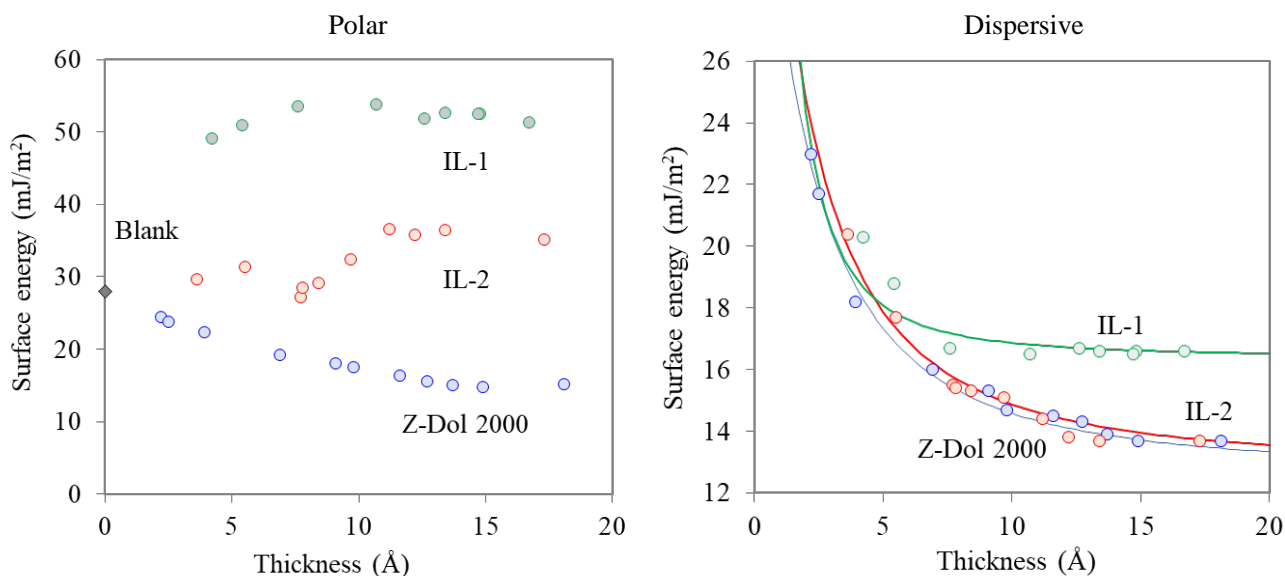 Polar
60
50
40
30
20
10
0
Surface energy (mJ/m²)
Blank
IL-1
IL-2
Z-Dol 2000
0 5 10 15 20
Thickness (Å)
Dispersive
26
24
22
20
18
16
14
12
Surface energy (mJ/m²)
IL-1
IL-2
Z-Dol 2000
0 5 10 15 20
Thickness (Å)